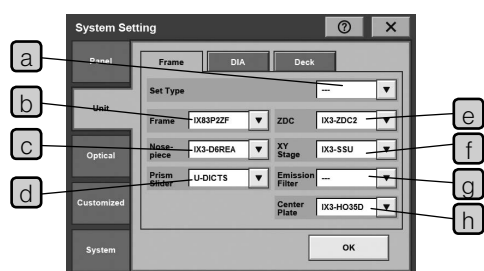 System Setting
a
Panel
Frame
DIA
Deck
Set Type
---
b
Unit
Frame
IX83P2ZF
ZDC
IX3-ZDC2
e
c
Nose-
piece
IX3-D6REA
XY
Stage
IX3-SSU
f
Optical
d
Prism
Slider
U-DICTS
Emission
Filter
---
g
Customized
Center
Plate
IX3-HO35D
h
System
OK